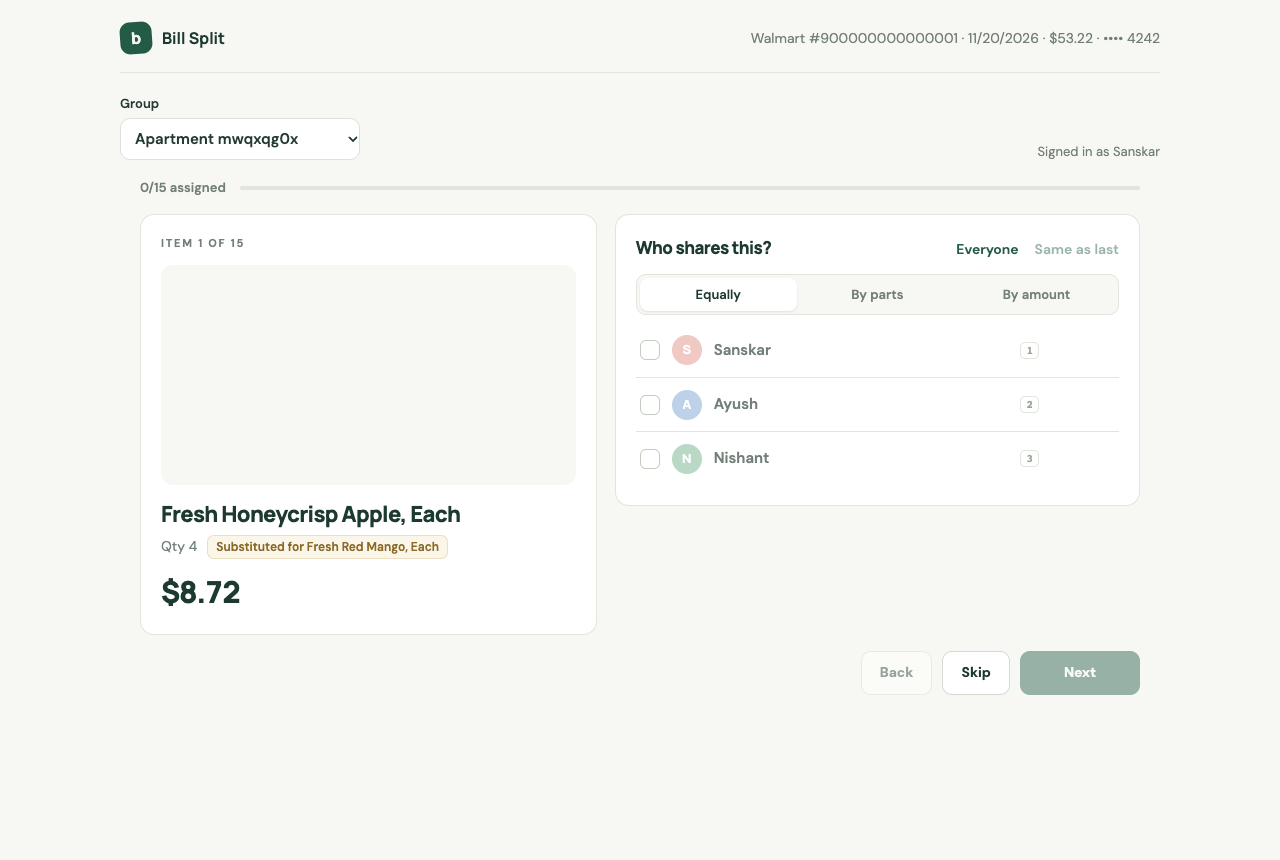 b Bill Split
Walmart #900000000000001 · 11/20/2026 · $53.22 · •••• 4242
Group
Apartment mwqxqg0x
Signed in as Sanskar
0/15 assigned
ITEM 1 OF 15
Fresh Honeycrisp Apple, Each
Qty 4 Substituted for Fresh Red Mango, Each
$8.72
Who shares this? Everyone Same as last
Equally By parts By amount
S Sanskar 1
A Ayush 2
N Nishant 3
Back Skip Next